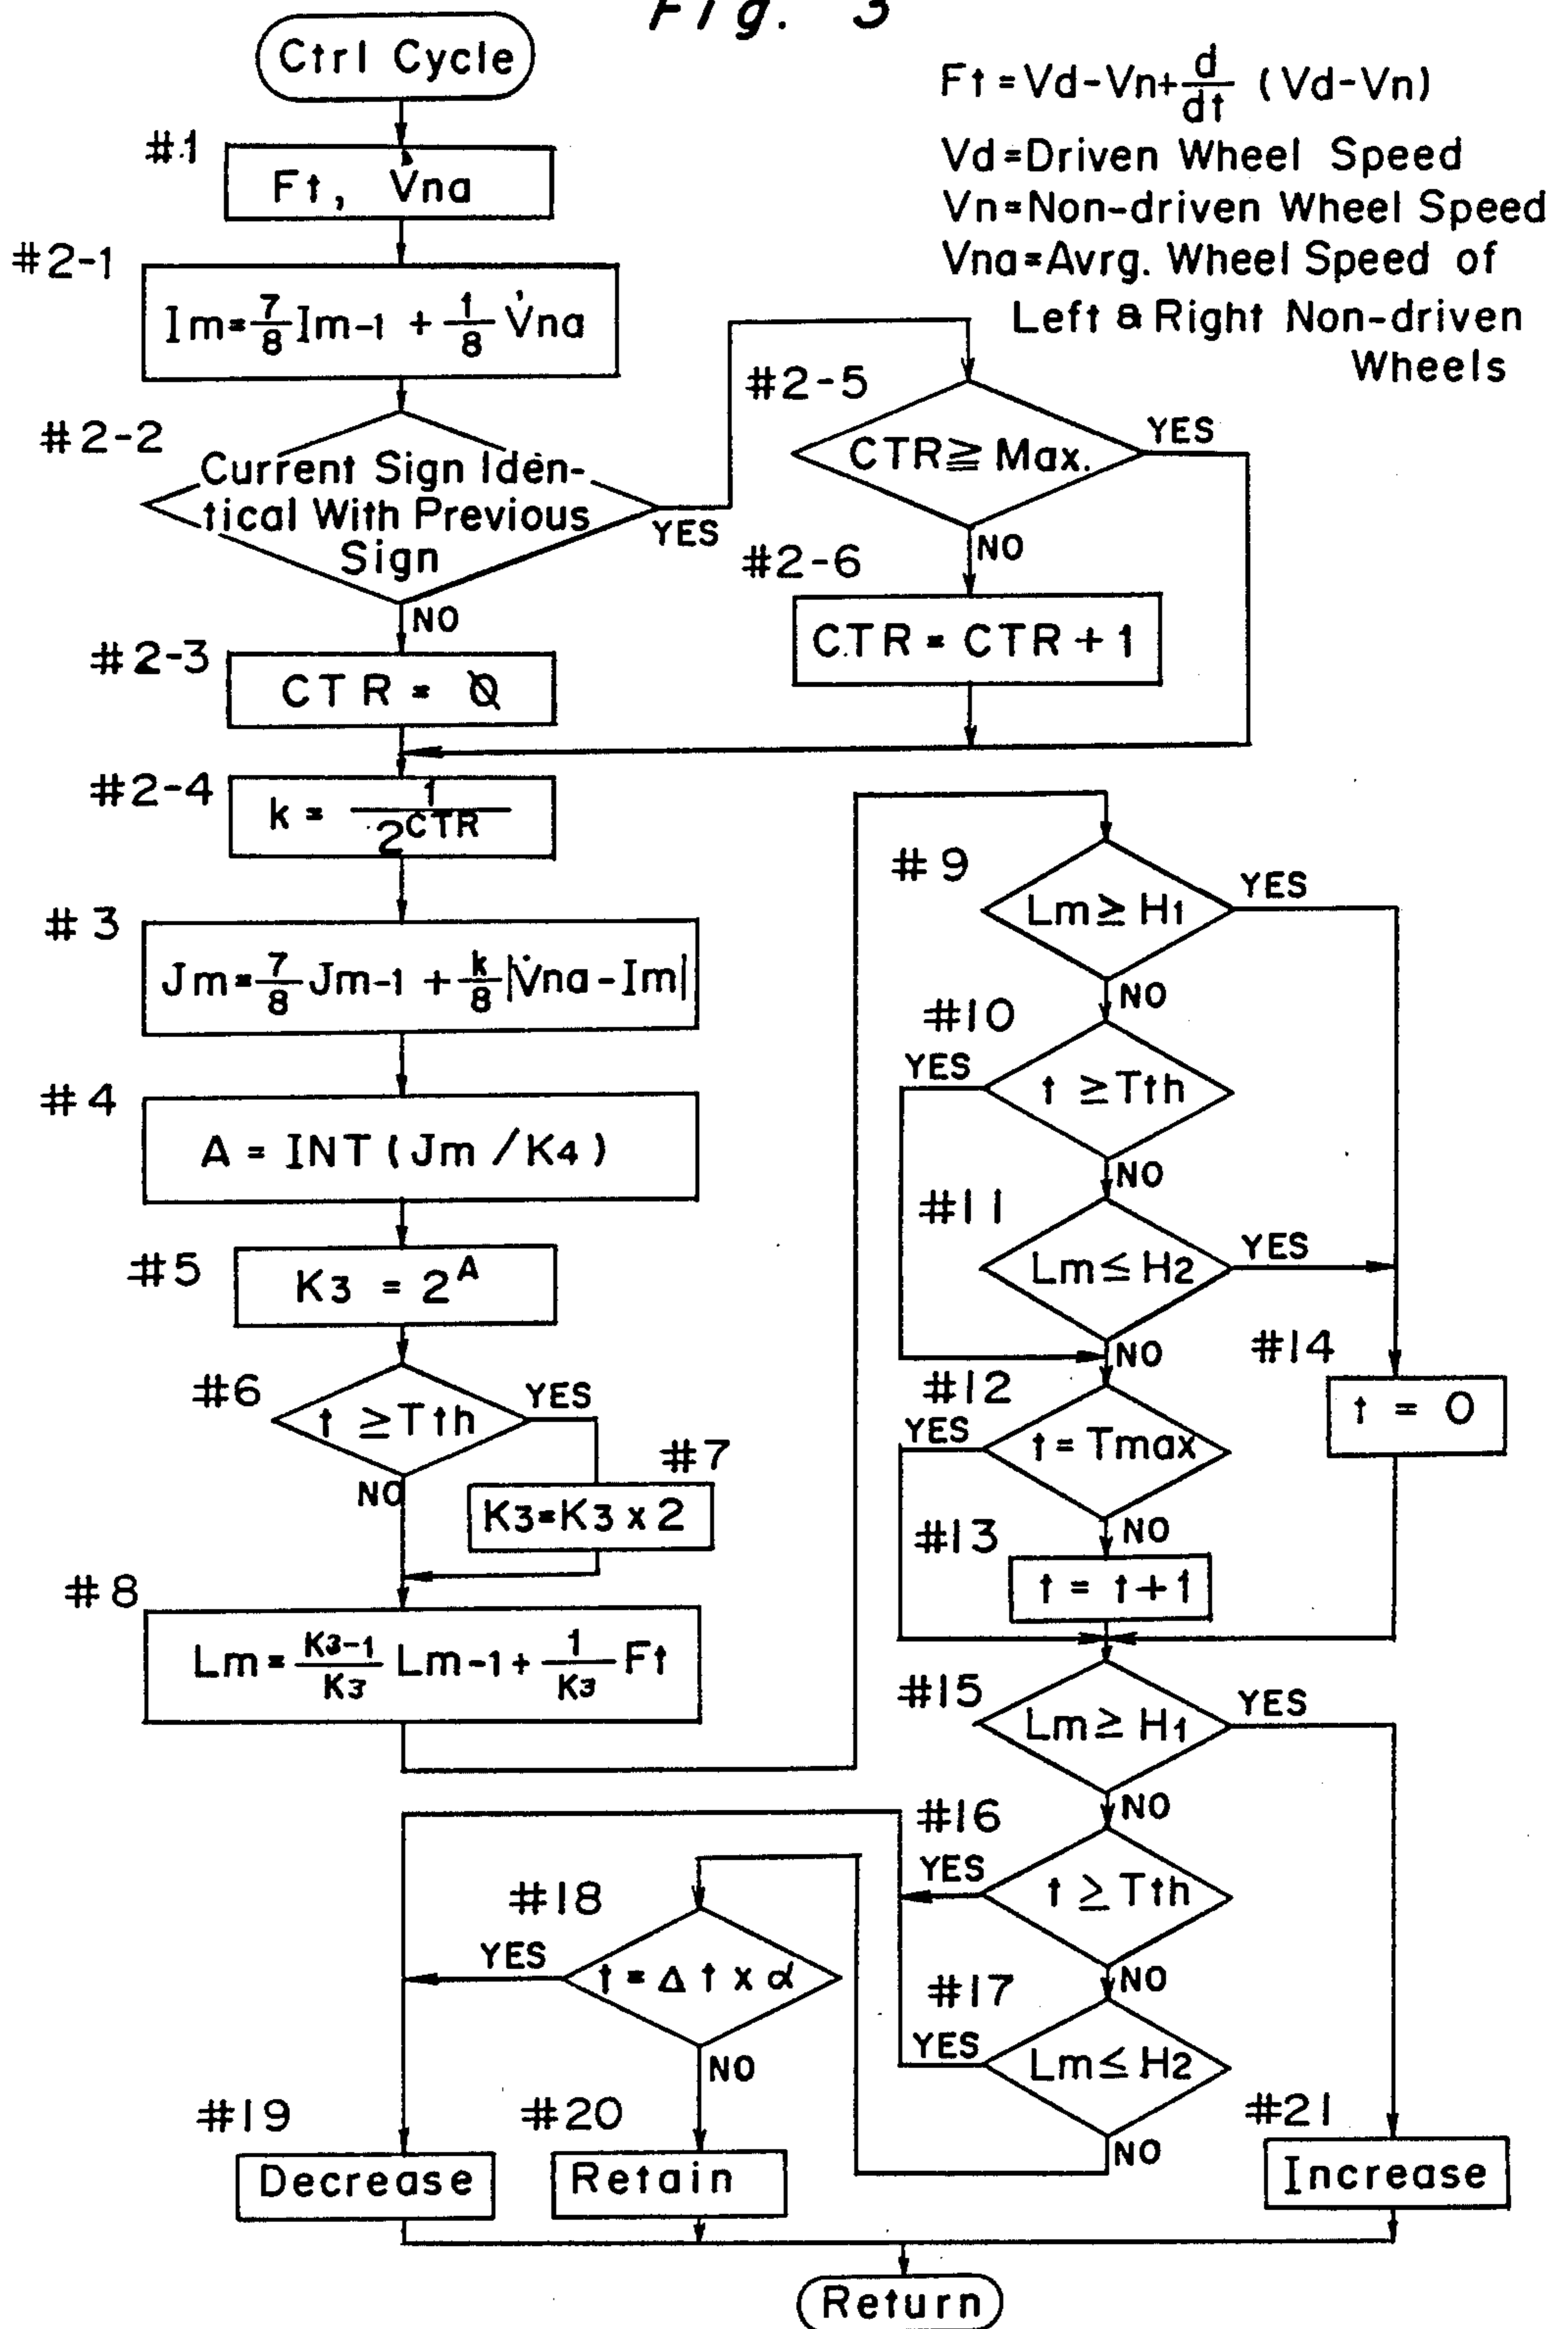 Fig. 3
Ctrl Cycle
Ft = Vd-Vn+ d/dt (Vd-Vn)
Vd=Driven Wheel Speed
Vn=Non-driven Wheel Speed
Vna=Avrg. Wheel Speed of
Left & Right Non-driven
Wheels
#1
Ft, V̇na
#2-1
Im= 7/8 Im-1 + 1/8 V̇na
#2-2
Current Sign Iden-
tical With Previous
Sign
YES
NO
#2-5
CTR≧Max.
YES
NO
#2-6
CTR = CTR + 1
#2-3
CTR = Ø
#2-4
k = 1/2^CTR
#3
Jm= 7/8 Jm-1 + k/8 |V̇na-Im|
#4
A = INT (Jm / K4)
#5
K3 = 2^A
#6
t ≥ Tth
YES
NO
#7
K3=K3 x 2
#8
Lm= K3-1/K3 Lm-1+ 1/K3 Ft
#9
Lm ≥ H1
YES
NO
#10
YES
t ≥ Tth
NO
#11
Lm ≤ H2
YES
NO
#12
YES
t = Tmax
NO
#13
t = t+1
#14
t = 0
#15
Lm ≥ H1
YES
NO
#16
YES
t ≥ Tth
NO
#17
YES
Lm ≤ H2
NO
#18
YES
t = Δ t x α
NO
#19
Decrease
#20
Retain
#21
Increase
Return